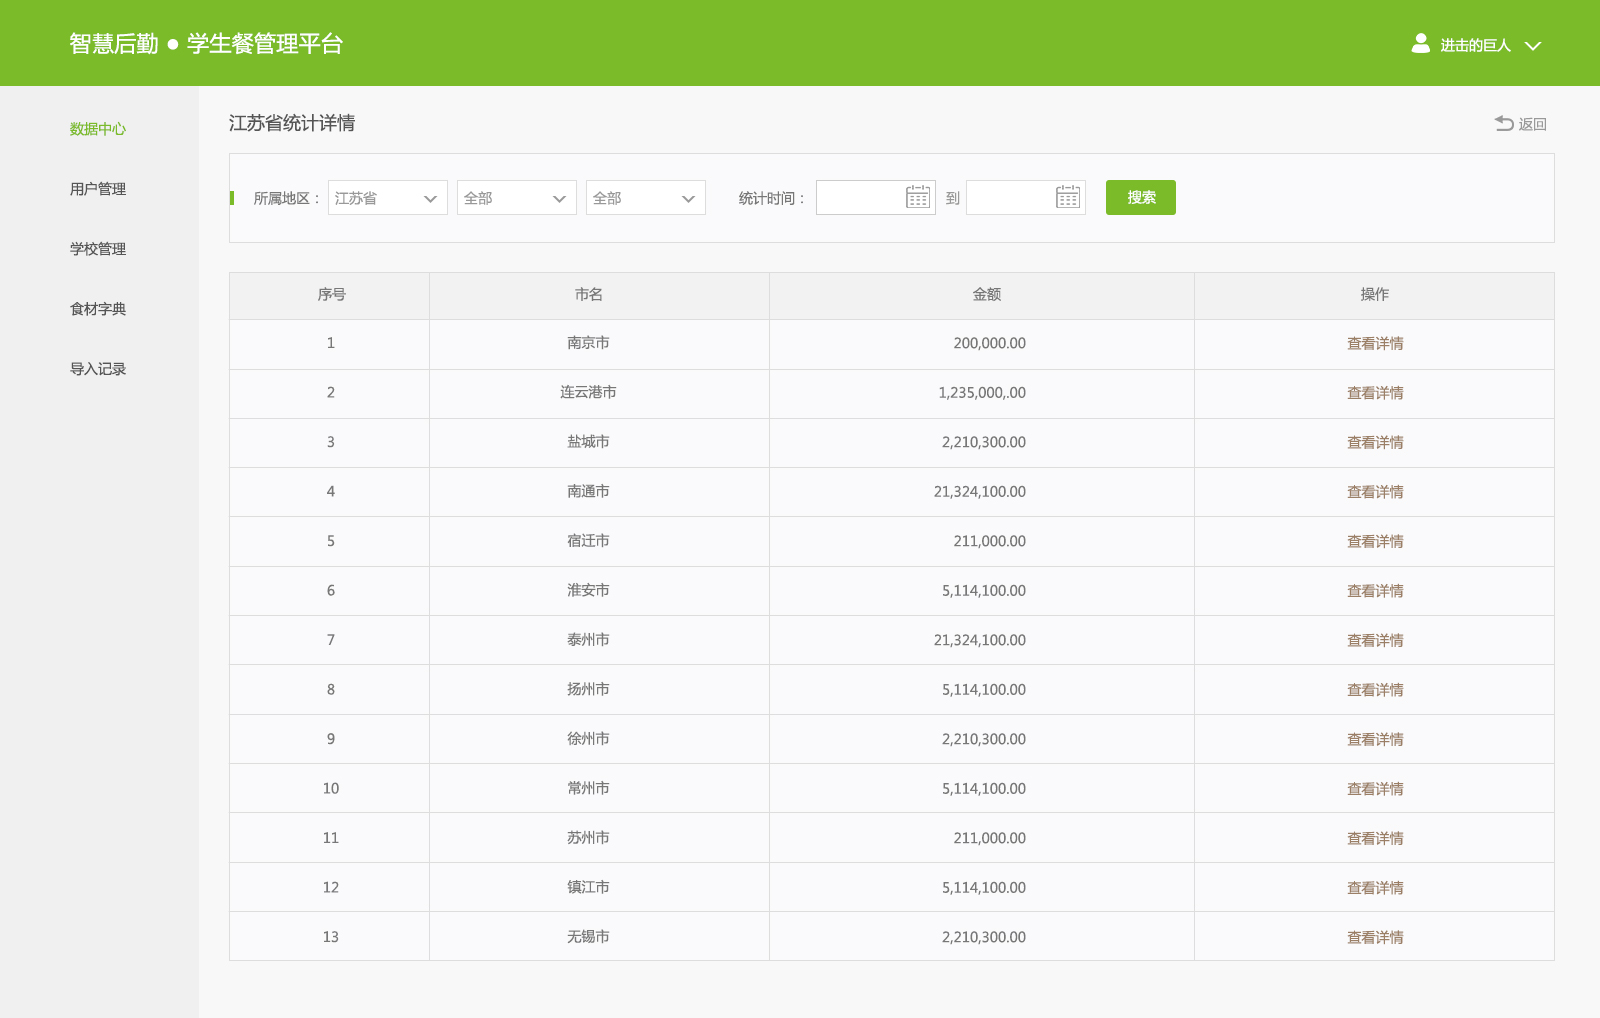 智慧后勤 ● 学生餐管理平台
进击的巨人
数据中心
用户管理
学校管理
食材字典
导入记录
江苏省统计详情
返回
所属地区： 江苏省 全部 全部 统计时间： 到 搜索
序号 市名 金额 操作
1 南京市 200,000.00 查看详情
2 连云港市 1,235,000,.00 查看详情
3 盐城市 2,210,300.00 查看详情
4 南通市 21,324,100.00 查看详情
5 宿迁市 211,000.00 查看详情
6 淮安市 5,114,100.00 查看详情
7 泰州市 21,324,100.00 查看详情
8 扬州市 5,114,100.00 查看详情
9 徐州市 2,210,300.00 查看详情
10 常州市 5,114,100.00 查看详情
11 苏州市 211,000.00 查看详情
12 镇江市 5,114,100.00 查看详情
13 无锡市 2,210,300.00 查看详情